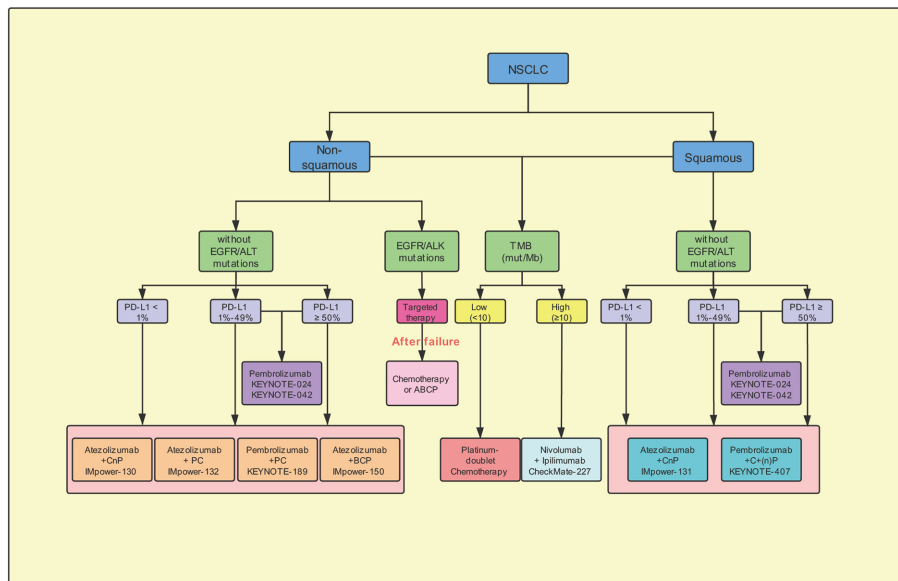 NSCLC
Non-
squamous
Squamous
without
EGFR/ALT
mutations
EGFR/ALK
mutations
TMB
(mut/Mb)
without
EGFR/ALT
mutations
PD-L1 <
1%
PD-L1
1%-49%
PD-L1
≥ 50%
Targeted
therapy
Low
(<10)
High
(≥10)
PD-L1 <
1%
PD-L1
1%-49%
PD-L1 ≥
50%
After failure
Pembrolizumab
KEYNOTE-024
KEYNOTE-042
Chemotherapy
or ABCP
Pembrolizumab
KEYNOTE-024
KEYNOTE-042
Atezolizumab
+CnP
IMpower-130
Atezolizumab
+ PC
IMpower-132
Pembrolizumab
+PC
KEYNOTE-189
Atezolizumab
+BCP
IMpower-150
Platinum-
doublet
Chemotherapy
Nivolumab
+ Ipilimumab
CheckMate-227
Atezolizumab
+CnP
IMpower-131
Pembrolizumab
+C+(n)P
KEYNOTE-407